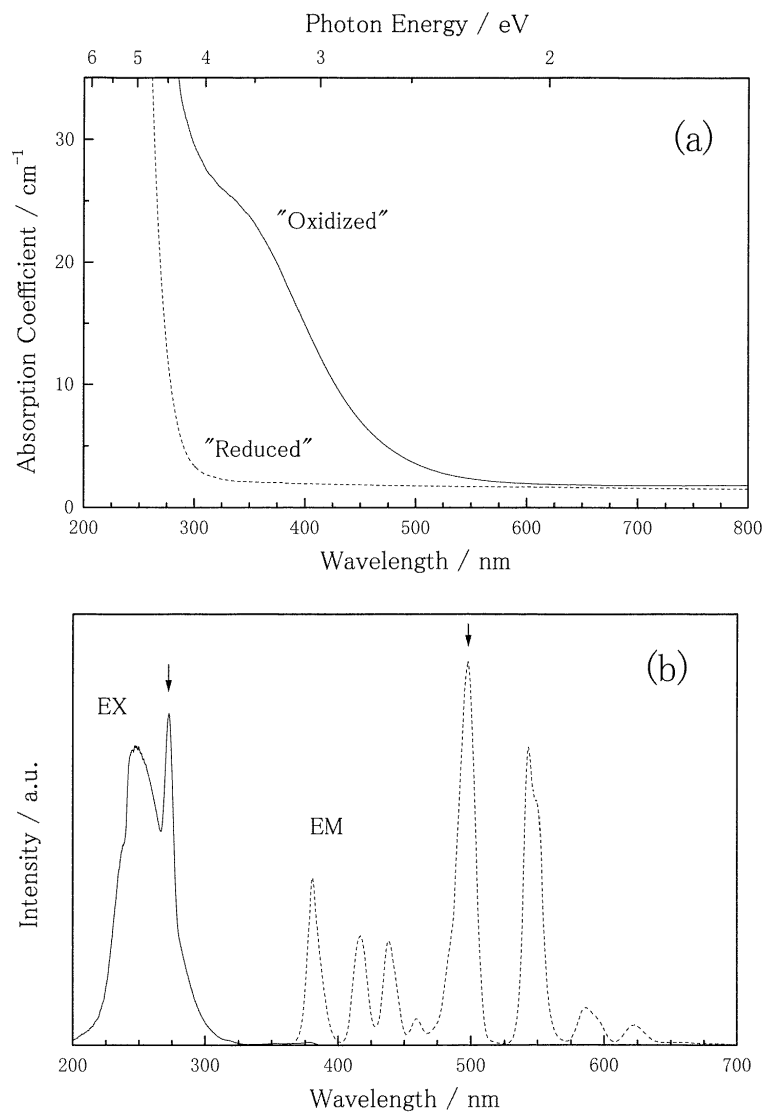 Photon Energy / eV
6 5 4 3 2
(a)
30
20
10
0
Absorption Coefficient / cm⁻¹
"Oxidized"
"Reduced"
200 300 400 500 600 700 800
Wavelength / nm
(b)
EX
EM
Intensity / a.u.
200 300 400 500 600 700
Wavelength / nm